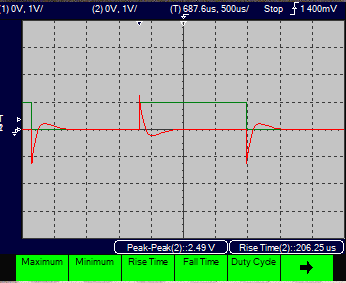 (1) 0V, 1V/ (2) 0V, 1V/ (T) 687.6us, 500us/ Stop 1 400mV
T
2
Peak-Peak(2)::2.49 V Rise Time(2)::206.25 us
Maximum Minimum Rise Time Fall Time Duty Cycle